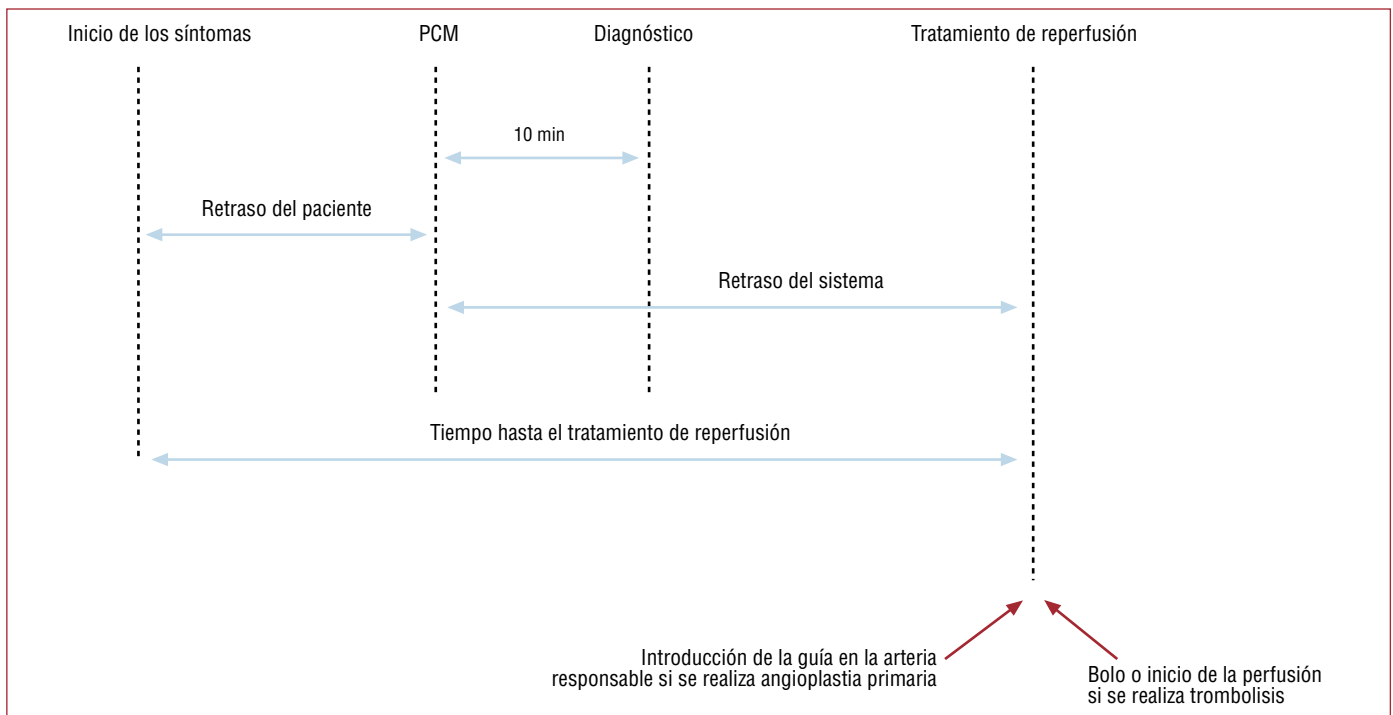 Inicio de los síntomas
PCM
Diagnóstico
Tratamiento de reperfusión
10 min
Retraso del paciente
Retraso del sistema
Tiempo hasta el tratamiento de reperfusión
Introducción de la guía en la arteria
responsable si se realiza angioplastia primaria
Bolo o inicio de la perfusión
si se realiza trombolisis